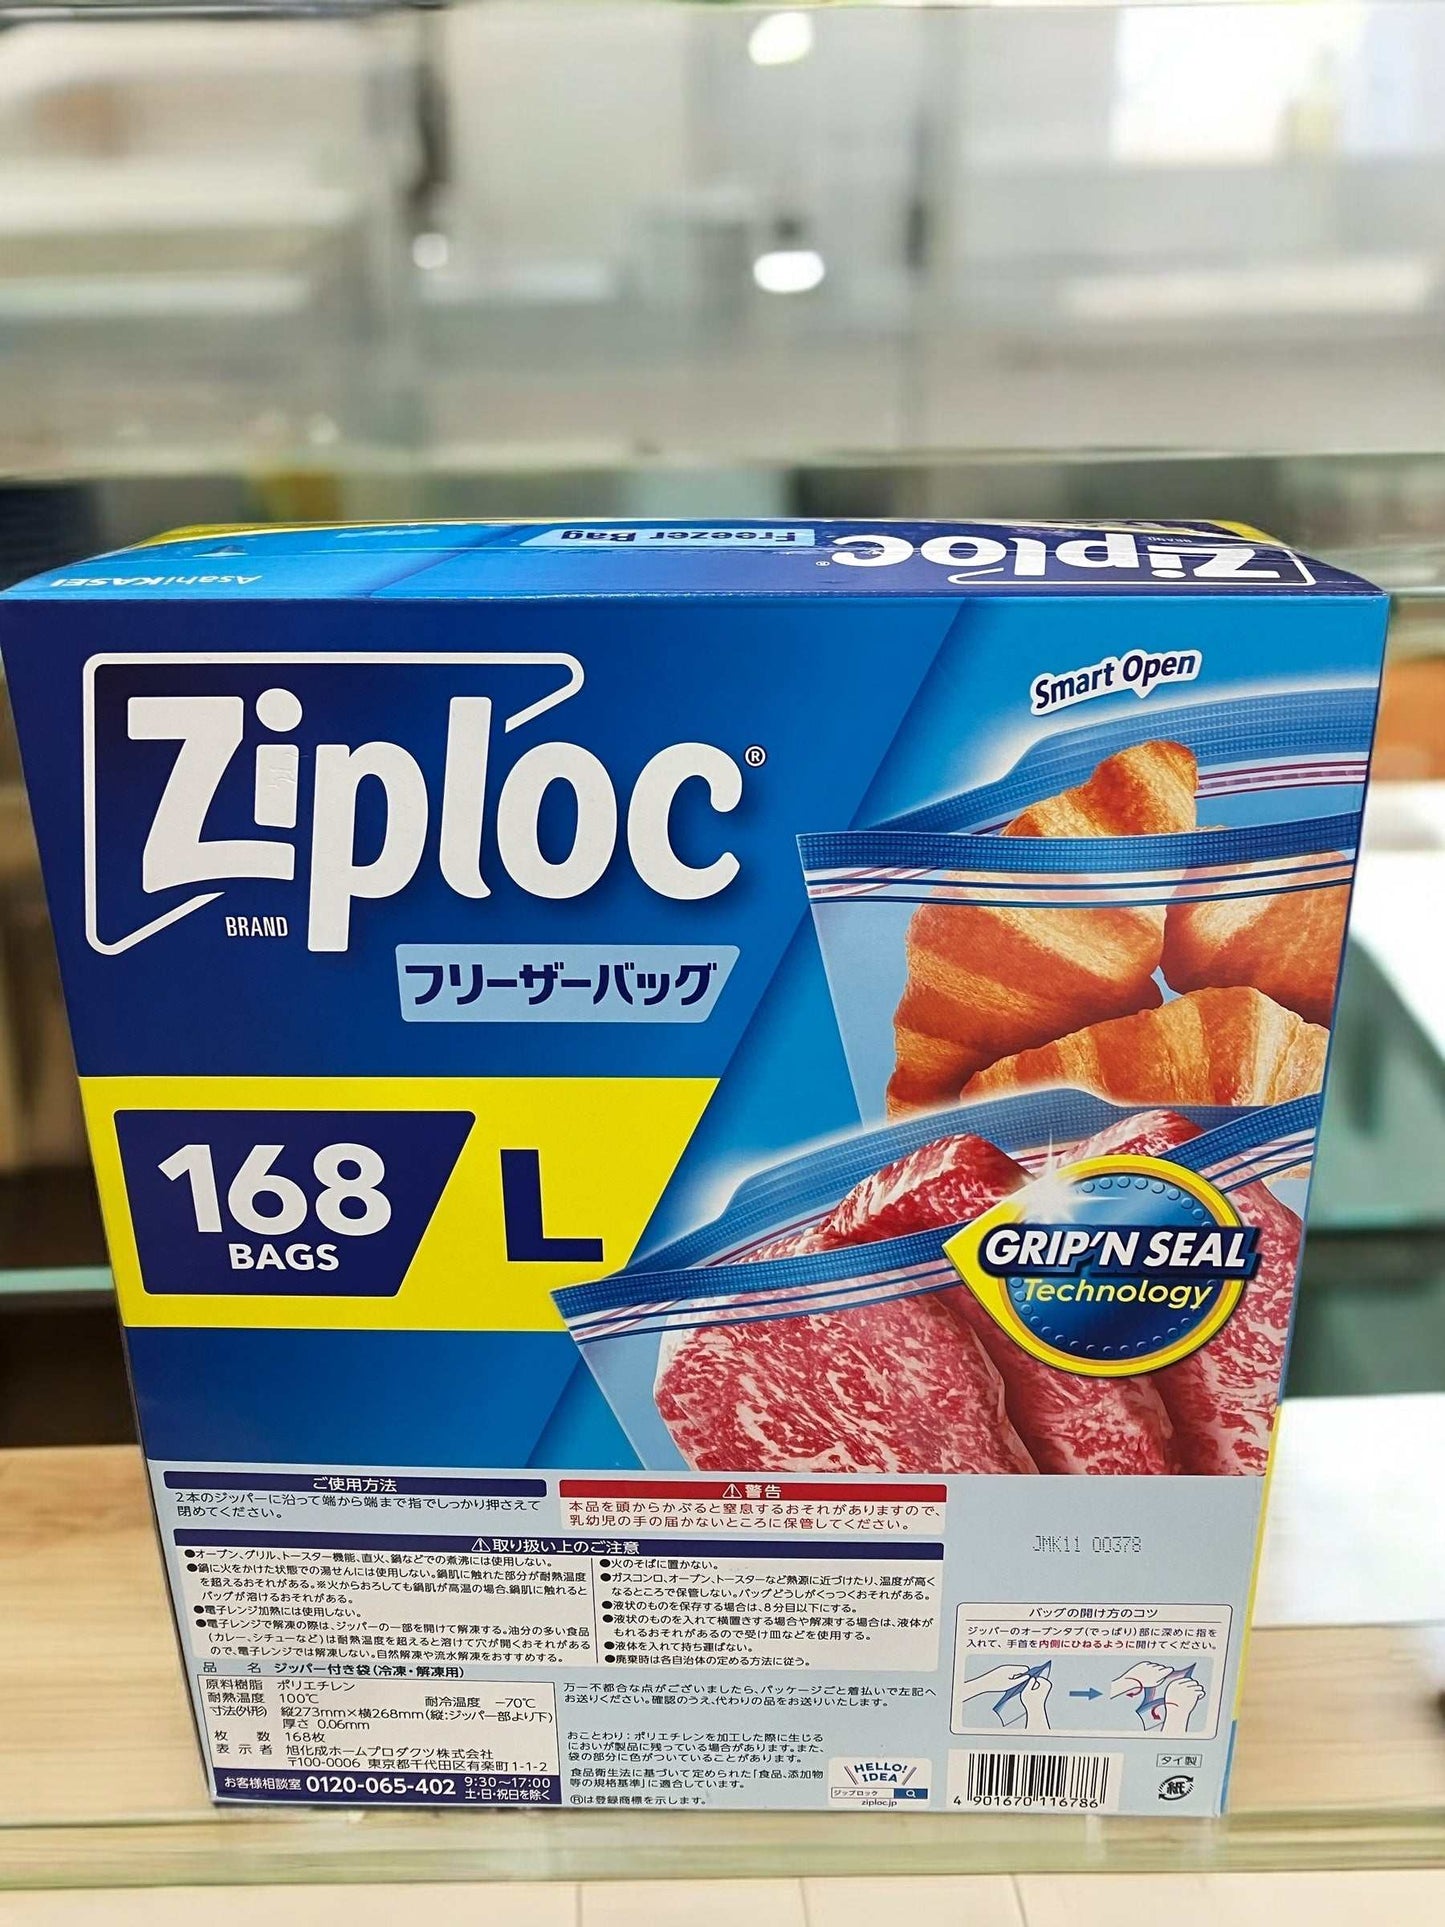 AsahiKASEI
Freezer Bag
Ziploc®
BRAND
Ziploc®
BRAND
フリーザーバッグ
168
BAGS
L
Smart Open
GRIP'N SEAL
Technology
ご使用方法
2本のジッパーに沿って端から端まで指でしっかり押さえて
閉めてください。
⚠警告
本品を頭からかぶると窒息するおそれがありますので、
乳幼児の手の届かないところに保管してください。
⚠取り扱い上のご注意
●オーブン、グリル、トースター機能、直火、鍋などでの煮沸には使用しない。
●鍋に火をかけた状態での湯せんには使用しない。鍋肌に触れた部分が耐熱温度
を超えるおそれがある。※火からおろしても鍋肌が高温の場合、鍋肌に触れると
バッグが溶けるおそれがある。
●電子レンジ加熱には使用しない。
●電子レンジで解凍の際は、ジッパーの一部を開けて解凍する。油分の多い食品
(カレー、シチューなど)は耐熱温度を超えると溶けて穴が開くおそれがある
ので、電子レンジでは解凍しない。自然解凍や流水解凍をおすすめする。
●火のそばに置かない。
●ガスコンロ、オーブン、トースターなど熱源に近づけたり、温度が高く
なるところで保管しない。バッグどうしがくっつくおそれがある。
●液状のものを保存する場合は、8分目以下にする。
●液状のものを入れて横置きする場合や解凍する場合は、液体が
もれるおそれがあるので受け皿などを使用する。
●液体を入れて持ち運ばない。
●廃棄時は各自治体の定める方法に従う。
品 名 ジッパー付き袋(冷凍・解凍用)
原料樹脂 ポリエチレン
耐熱温度 100℃ 耐冷温度 −70℃
寸法(外形) 縦273mm×横268mm(縦:ジッパー部より下)
厚さ 0.06mm
枚 数 168枚
表 示 者 旭化成ホームプロダクツ株式会社
〒100-0006 東京都千代田区有楽町1-1-2
お客様相談室 0120-065-402 9:30〜17:00
土・日・祝日を除く
万一不都合な点がございましたら、パッケージごと着払いで左記へ
お送りください。確認のうえ、代わりの品をお送りいたします。
おことわり:ポリエチレンを加工した際に生じる
においが製品に残っている場合があります。また、
袋の部分に色がついていることがあります。
食品衛生法に基づいて定められた「食品、添加物
等の規格基準」に適合しています。
®は登録商標を示します。
HELLO!
IDEA
ジップロック
ziploc.jp
JMK11 00378
バッグの開け方のコツ
ジッパーのオープンタブ(でっぱり)部に深めに指を
入れて、手首を内側にひねるように開けてください。
タイ製
紙
4 901670 116786